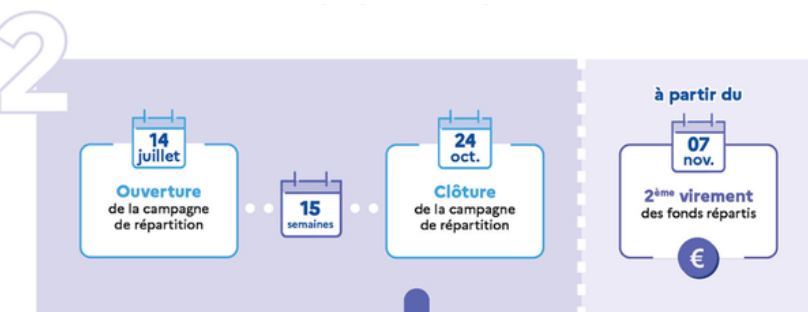 2
14
juillet
Ouverture
de la campagne
de répartition
15
semaines
24
oct.
Clôture
de la campagne
de répartition
à partir du
07
nov.
2ème virement
des fonds répartis
€